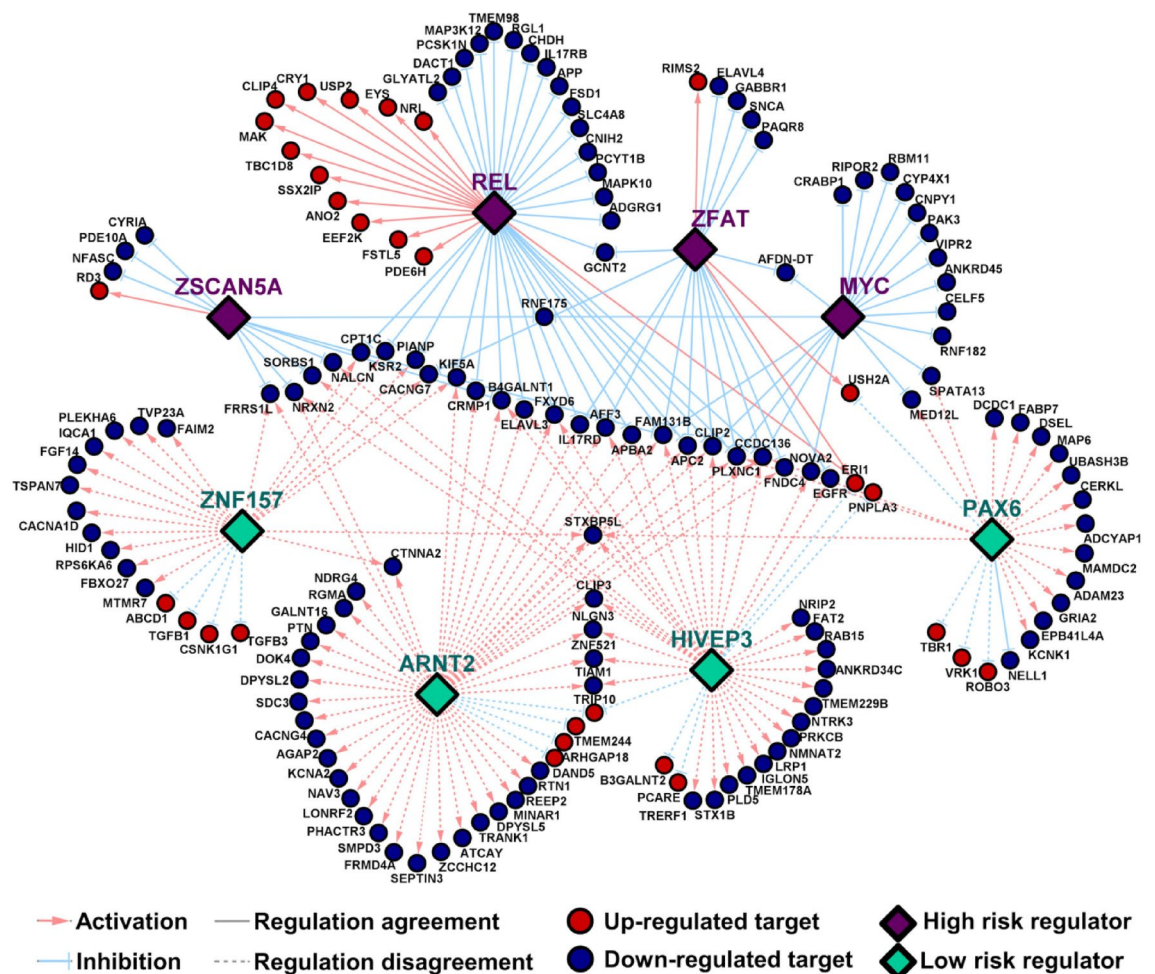 TMEM98
MAP3K12
RGL1
PCSK1N
CHDH
DACT1
IL17RB
GLYATL2
APP
FSD1
SLC4A8
CNIH2
PCYT1B
MAPK10
ADGRG1
GCNT2
CLIP4
CRY1
USP2
EYS
NRL
MAK
TBC1D8
SSX2IP
ANO2
EEF2K
FSTL5
PDE6H
REL
RIMS2
ELAVL4
GABBR1
SNCA
PAQR8
ZFAT
AFDN-DT
CRABP1
RIPOR2
RBM11
CYP4X1
CNPY1
PAK3
VIPR2
ANKRD45
CELF5
RNF182
SPATA13
MED12L
USH2A
MYC
CYRIA
PDE10A
NFASC
RD3
ZSCAN5A
RNF175
CPT1C
PIANP
SORBS1
KSR2
KIF5A
NALCN
CACNG7
FRRS1L
NRXN2
CRMP1
B4GALNT1
ELAVL3
FXYD6
IL17RD
AFF3
APBA2
FAM131B
APC2
CLIP2
PLXNC1
CCDC136
FNDC4
NOVA2
EGFR
ERI1
PNPLA3
PLEKHA6
TVP23A
FAIM2
IQCA1
FGF14
TSPAN7
CACNA1D
HID1
RPS6KA6
FBXO27
MTMR7
ABCD1
TGFB1
CSNK1G1
TGFB3
ZNF157
STXBP5L
CTNNA2
DCDC1
FABP7
DSEL
MAP6
UBASH3B
CERKL
ADCYAP1
MAMDC2
ADAM23
GRIA2
EPB41L4A
KCNK1
NELL1
ROBO3
VRK1
TBR1
PAX6
NDRG4
RGMA
GALNT16
PTN
DOK4
DPYSL2
SDC3
CACNG4
AGAP2
KCNA2
NAV3
LONRF2
PHACTR3
SMPD3
FRMD4A
SEPTIN3
ZCCHC12
ATCAY
TRANK1
DPYSL5
MINAR1
REEP2
RTN1
DAND5
ARHGAP18
TMEM244
ARNT2
CLIP3
NLGN3
ZNF521
TIAM1
TRIP10
HIVEP3
NRIP2
FAT2
RAB15
ANKRD34C
TMEM229B
NTRK3
PRKCB
NMNAT2
LRP1
IGLON5
TMEM178A
PLD5
STX1B
TRERF1
PCARE
B3GALNT2
Activation
Regulation agreement
Up-regulated target
High risk regulator
Inhibition
Regulation disagreement
Down-regulated target
Low risk regulator